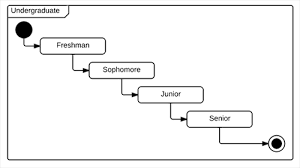 Undergraduate
Freshman
Sophomore
Junior
Senior